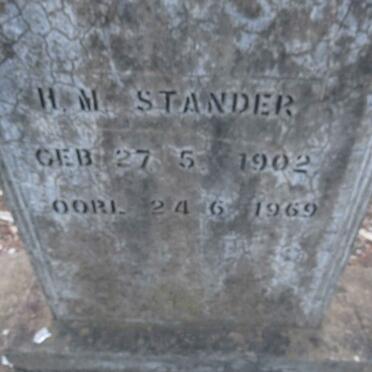 H.M. STANDER
GEB 27 5 1902
OORL 24 6 1969